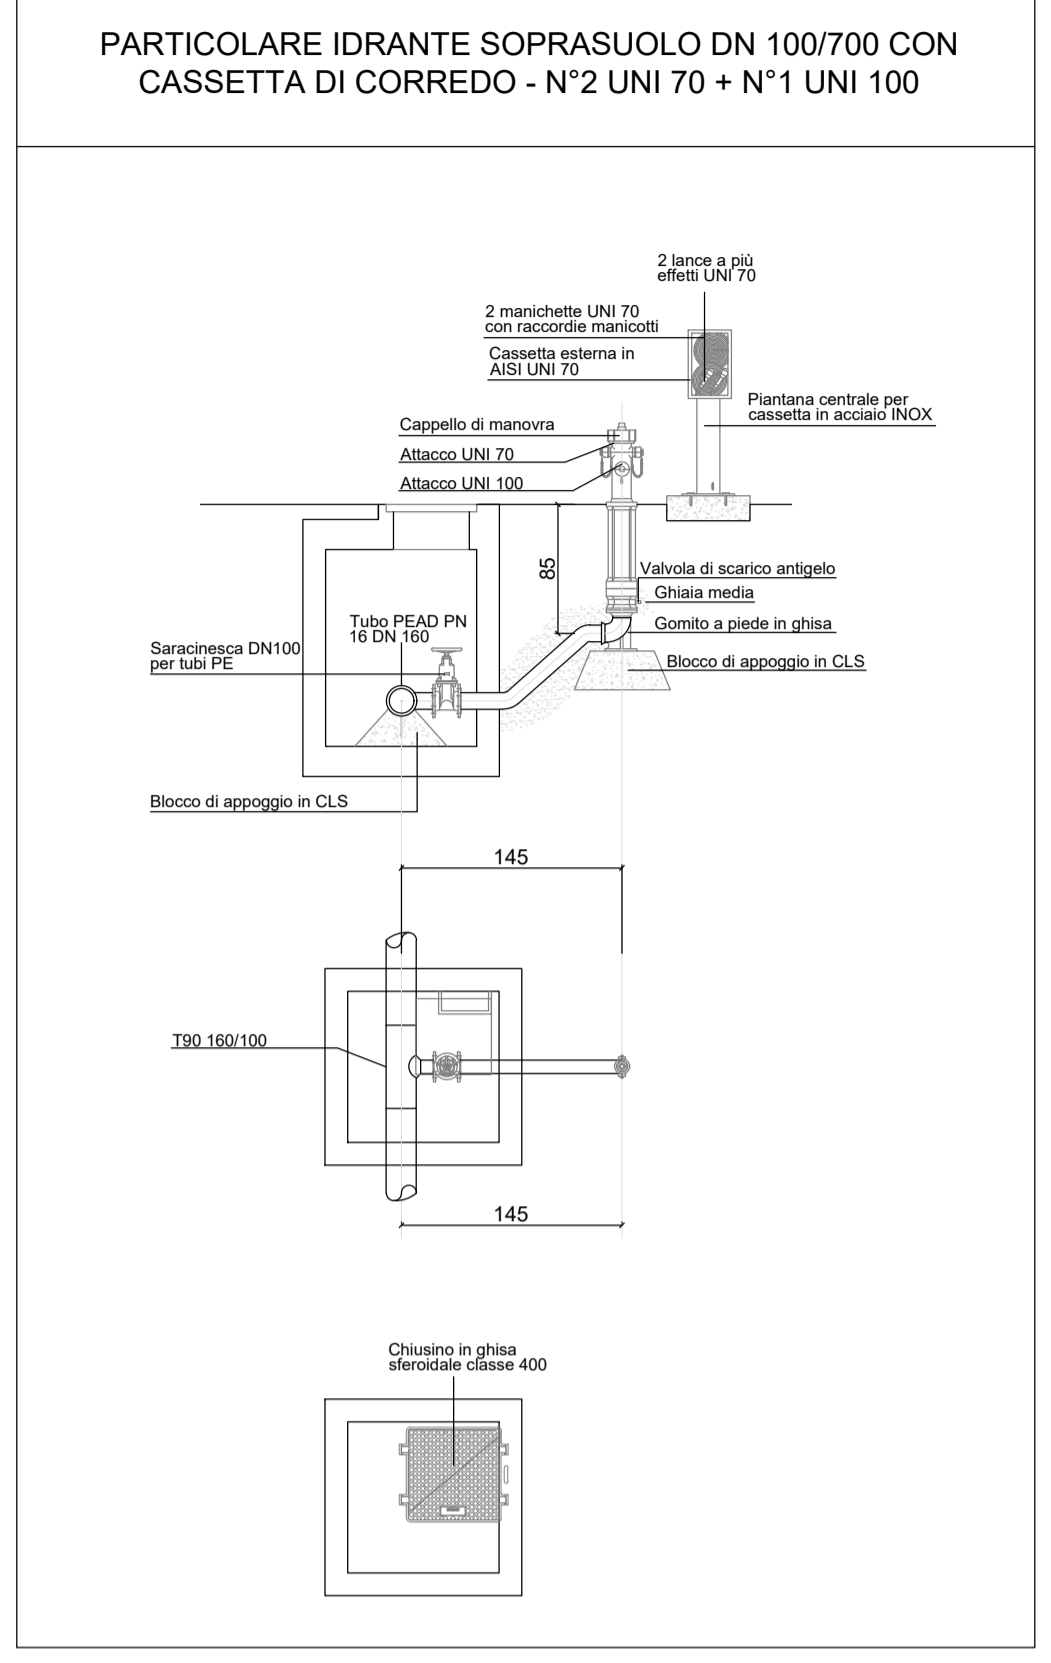 PARTICOLARE IDRANTE SOPRASUOLO DN 100/700 CON
CASSETTA DI CORREDO - N°2 UNI 70 + N°1 UNI 100
2 lance a più
effetti UNI 70
2 manichette UNI 70
con raccordie manicotti
Cassetta esterna in
AISI UNI 70
Piantana centrale per
cassetta in acciaio INOX
Cappello di manovra
Attacco UNI 70
Attacco UNI 100
85
Valvola di scarico antigelo
Ghiaia media
Gomito a piede in ghisa
Blocco di appoggio in CLS
Tubo PEAD PN
16 DN 160
Saracinesca DN100
per tubi PE
Blocco di appoggio in CLS
145
T90 160/100
145
Chiusino in ghisa
sferoidale classe 400